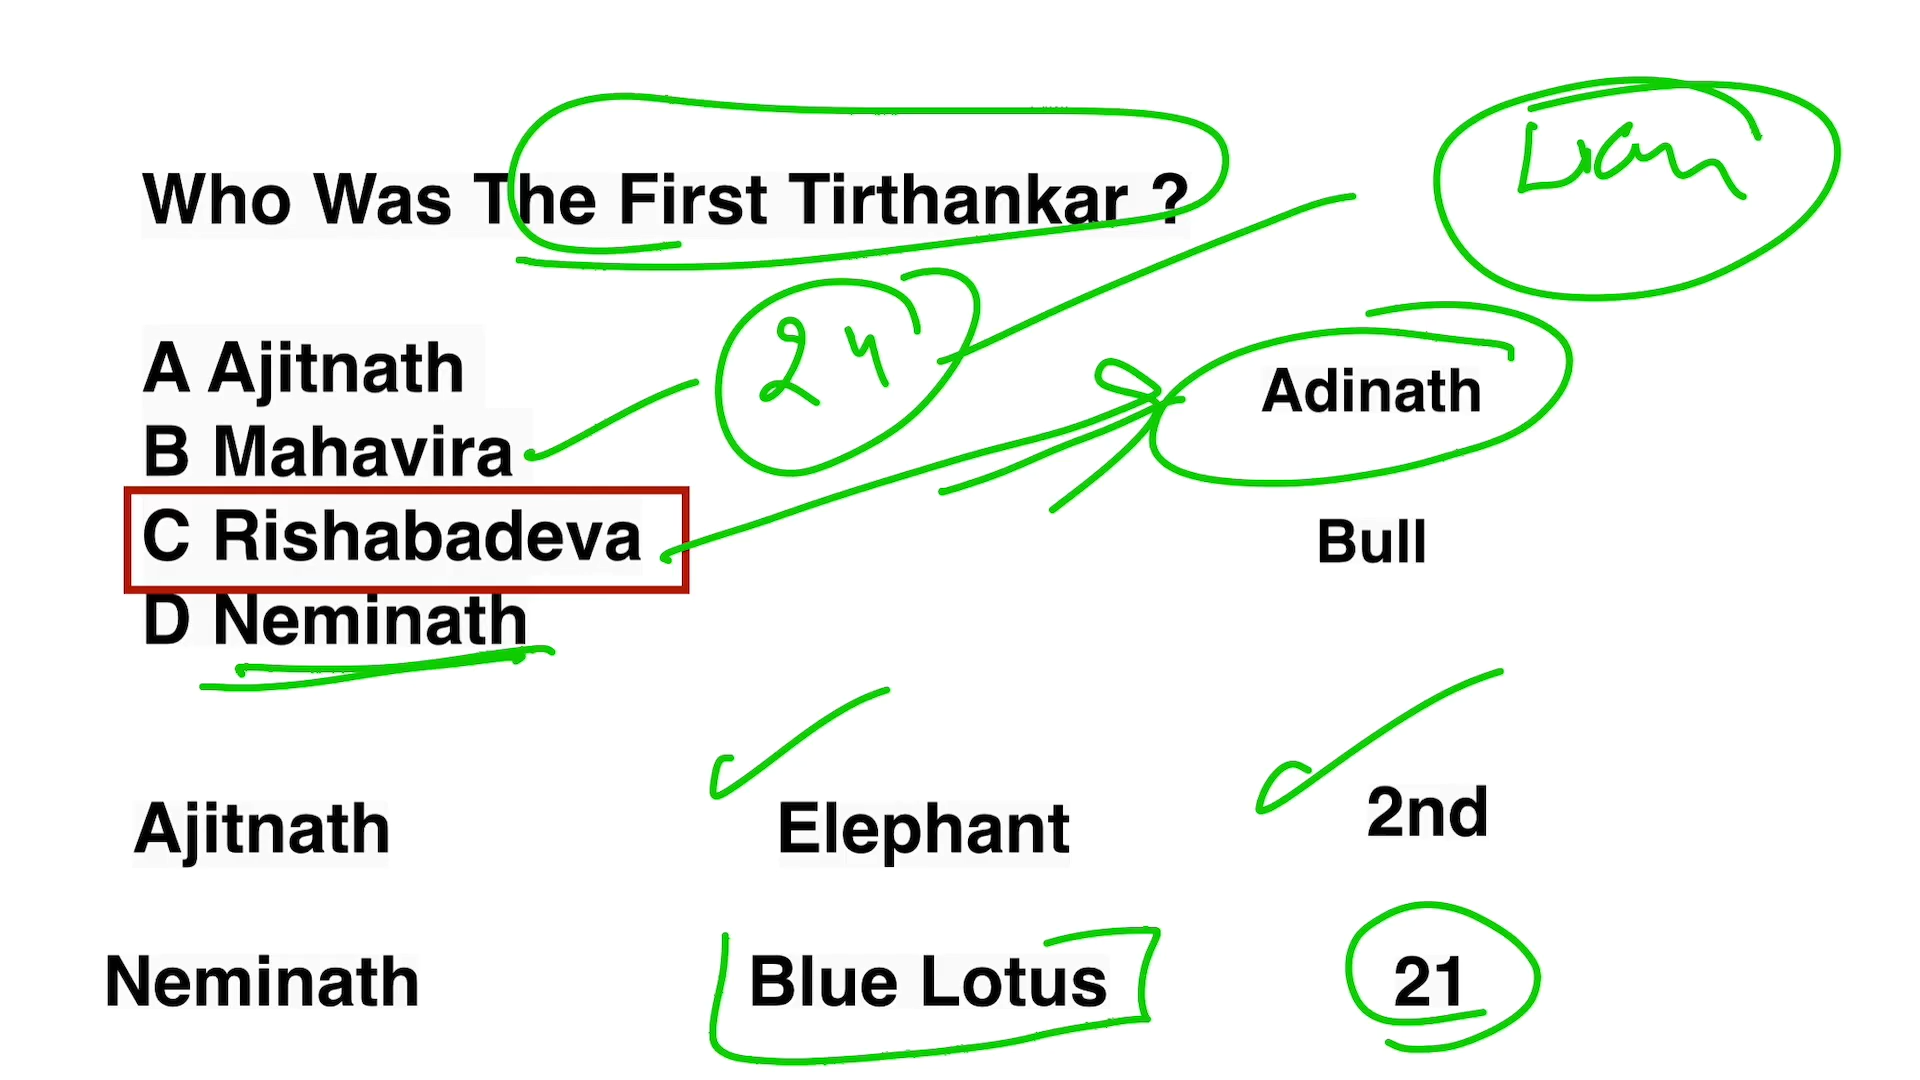 Who Was The First Tirthankar ?
Lion
24
A Ajitnath
Adinath
B Mahavira
C Rishabadeva
Bull
D Neminath
Ajitnath Elephant 2nd
Neminath Blue Lotus 21